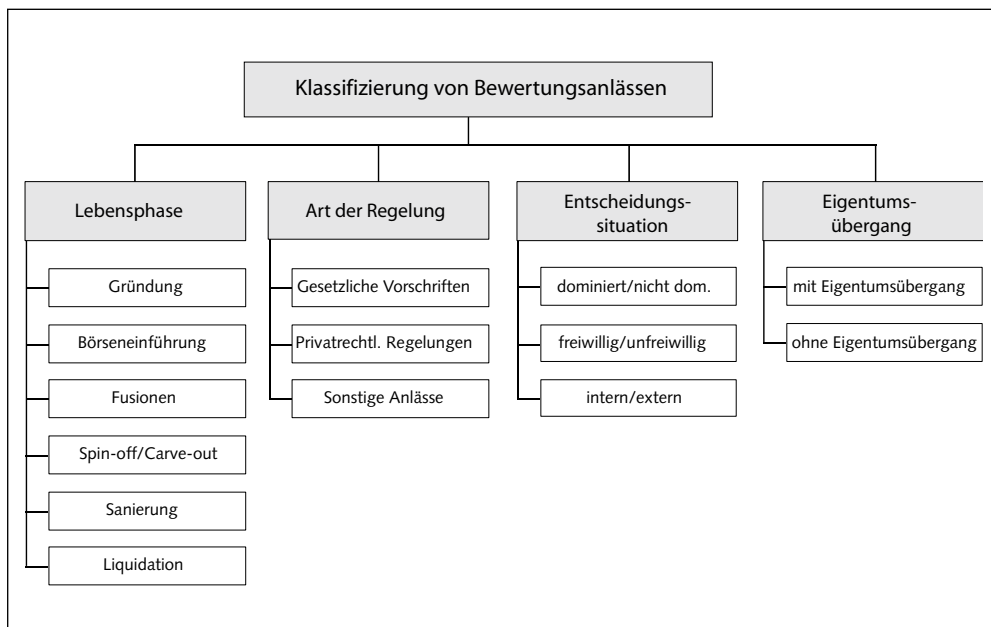 Klassifizierung von Bewertungsanlässen
Lebensphase
Gründung
Börseneinführung
Fusionen
Spin-off/Carve-out
Sanierung
Liquidation
Art der Regelung
Gesetzliche Vorschriften
Privatrechtl. Regelungen
Sonstige Anlässe
Entscheidungs-
situation
dominiert/nicht dom.
freiwillig/unfreiwillig
intern/extern
Eigentums-
übergang
mit Eigentumsübergang
ohne Eigentumsübergang